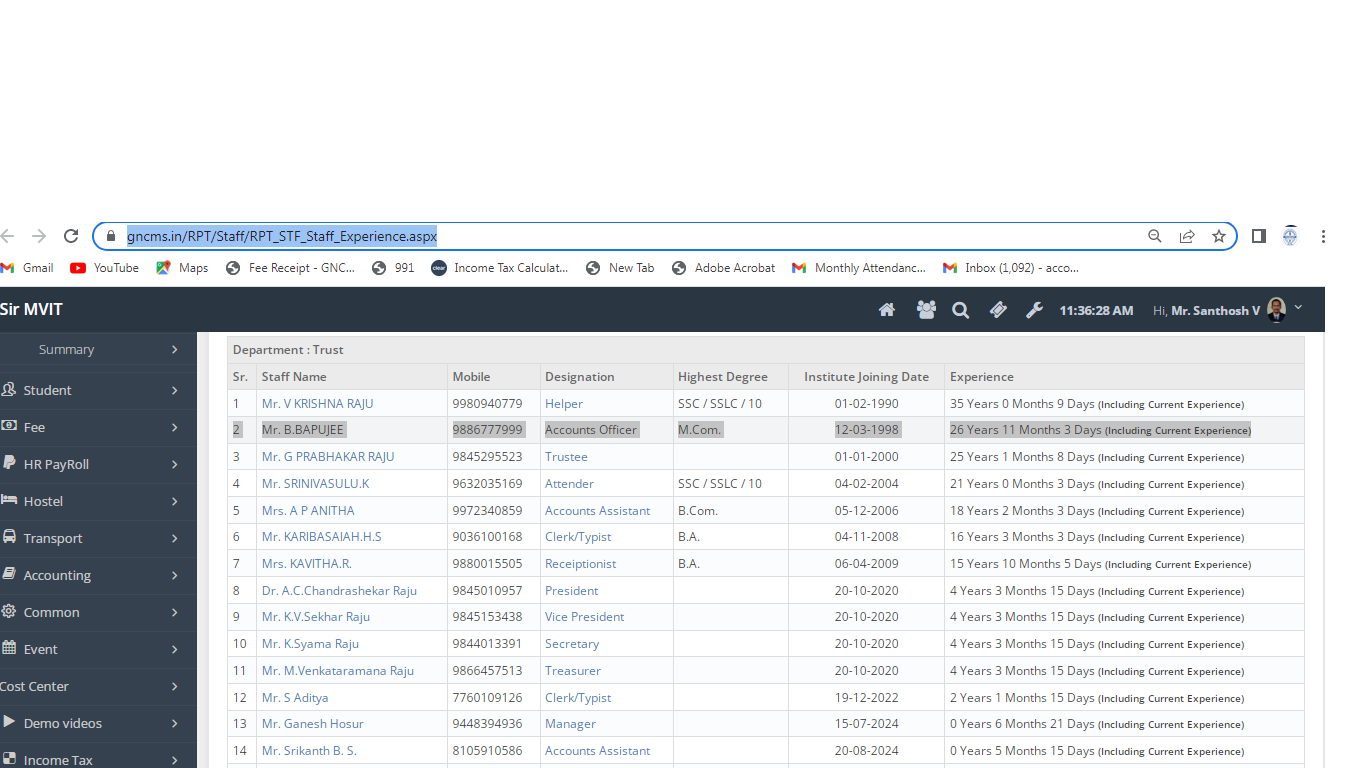 gncms.in/RPT/Staff/RPT_STF_Staff_Experience.aspx
Gmail YouTube Maps Fee Receipt - GNC... 991 Income Tax Calculat... New Tab Adobe Acrobat Monthly Attendanc... Inbox (1,092) - acco...
Sir MVIT 11:36:28 AM Hi, Mr. Santhosh V
Summary
Student
Fee
HR PayRoll
Hostel
Transport
Accounting
Common
Event
Cost Center
Demo videos
Income Tax
Department : Trust
Sr. Staff Name Mobile Designation Highest Degree Institute Joining Date Experience
1 Mr. V KRISHNA RAJU 9980940779 Helper SSC / SSLC / 10 01-02-1990 35 Years 0 Months 9 Days (Including Current Experience)
2 Mr. B.BAPUJEE 9886777999 Accounts Officer M.Com. 12-03-1998 26 Years 11 Months 3 Days (Including Current Experience)
3 Mr. G PRABHAKAR RAJU 9845295523 Trustee 01-01-2000 25 Years 1 Months 8 Days (Including Current Experience)
4 Mr. SRINIVASULU.K 9632035169 Attender SSC / SSLC / 10 04-02-2004 21 Years 0 Months 3 Days (Including Current Experience)
5 Mrs. A P ANITHA 9972340859 Accounts Assistant B.Com. 05-12-2006 18 Years 2 Months 3 Days (Including Current Experience)
6 Mr. KARIBASAIAH.H.S 9036100168 Clerk/Typist B.A. 04-11-2008 16 Years 3 Months 3 Days (Including Current Experience)
7 Mrs. KAVITHA.R. 9880015505 Receiptionist B.A. 06-04-2009 15 Years 10 Months 5 Days (Including Current Experience)
8 Dr. A.C.Chandrashekar Raju 9845010957 President 20-10-2020 4 Years 3 Months 15 Days (Including Current Experience)
9 Mr. K.V.Sekhar Raju 9845153438 Vice President 20-10-2020 4 Years 3 Months 15 Days (Including Current Experience)
10 Mr. K.Syama Raju 9844013391 Secretary 20-10-2020 4 Years 3 Months 15 Days (Including Current Experience)
11 Mr. M.Venkataramana Raju 9866457513 Treasurer 20-10-2020 4 Years 3 Months 15 Days (Including Current Experience)
12 Mr. S Aditya 7760109126 Clerk/Typist 19-12-2022 2 Years 1 Months 15 Days (Including Current Experience)
13 Mr. Ganesh Hosur 9448394936 Manager 15-07-2024 0 Years 6 Months 21 Days (Including Current Experience)
14 Mr. Srikanth B. S. 8105910586 Accounts Assistant 20-08-2024 0 Years 5 Months 15 Days (Including Current Experience)